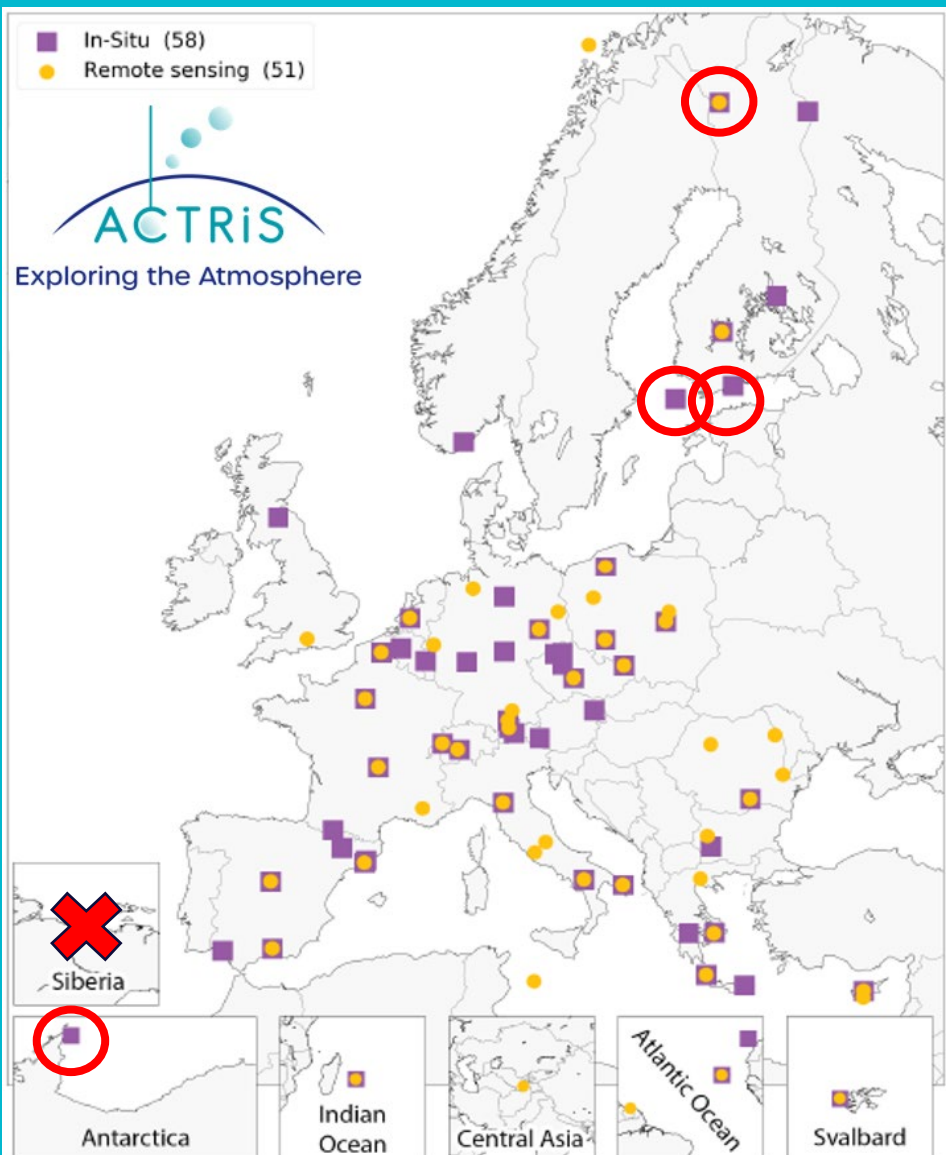 In-Situ (58)
Remote sensing (51)
ACTRiS
Exploring the Atmosphere
Siberia
Antarctica
Indian
Ocean
Central Asia
Atlantic Ocean
Svalbard